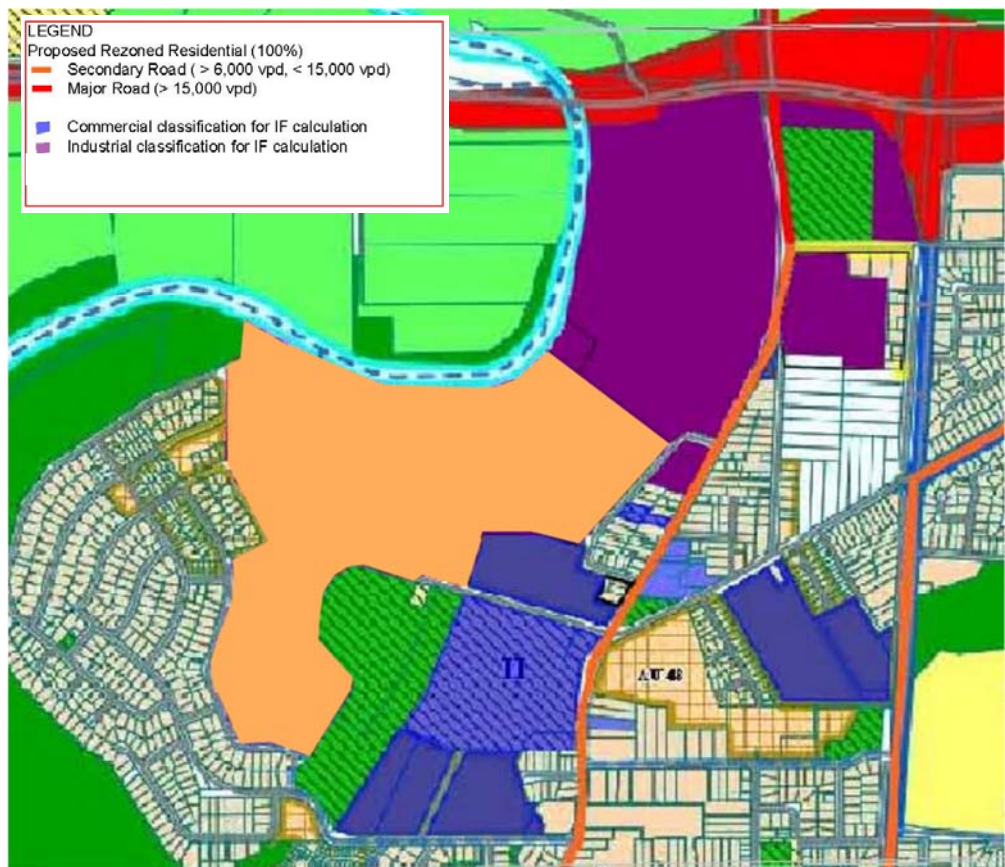 LEGEND
Proposed Rezoned Residential (100%)
Secondary Road ( > 6,000 vpd, < 15,000 vpd)
Major Road (> 15,000 vpd)
Commercial classification for IF calculation
Industrial classification for IF calculation
II